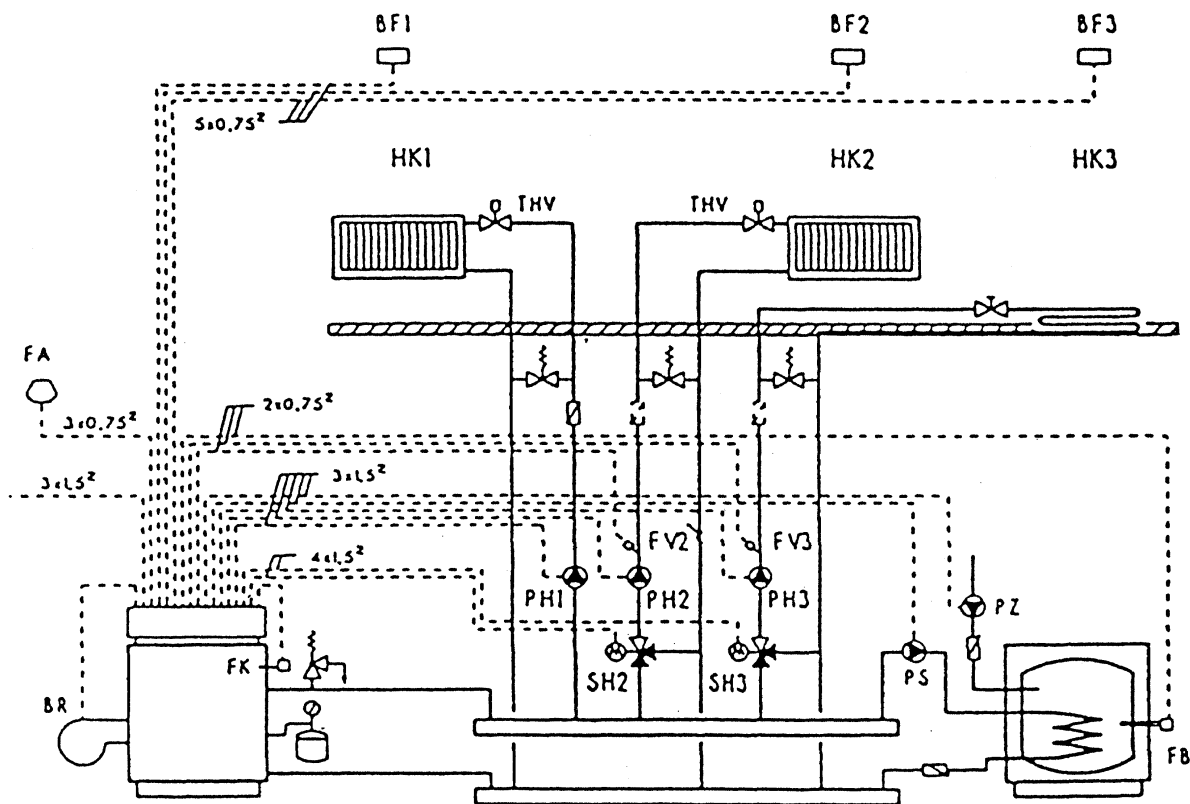 BF1 BF2 BF3
5x0,75²
HK1 HK2 HK3
THV THV
FA
3x0,75² 2x0,75²
3x1,5² 3x1,5²
FV2 FV3
4x1,5²
PH1 PH2 PH3 PZ
FK
SH2 SH3 PS
BR
FB